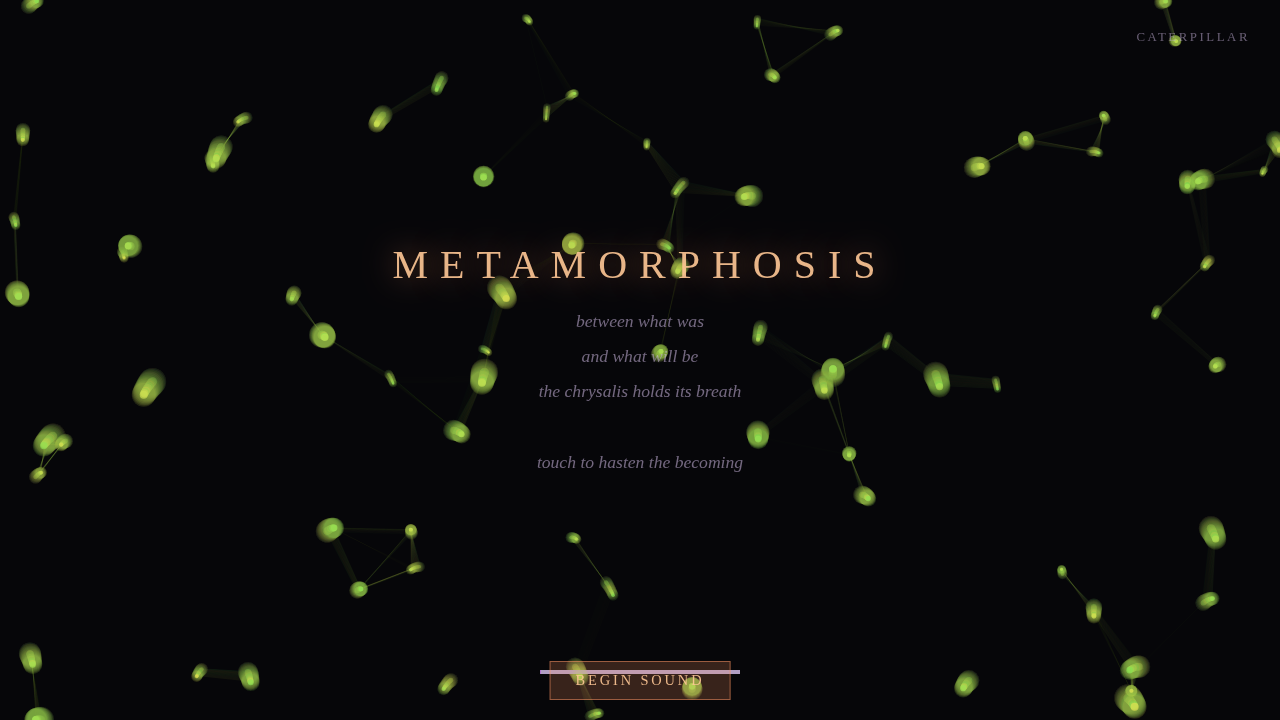 CATERPILLAR
METAMORPHOSIS
between what was
and what will be
the chrysalis holds its breath
touch to hasten the becoming
BEGIN SOUND